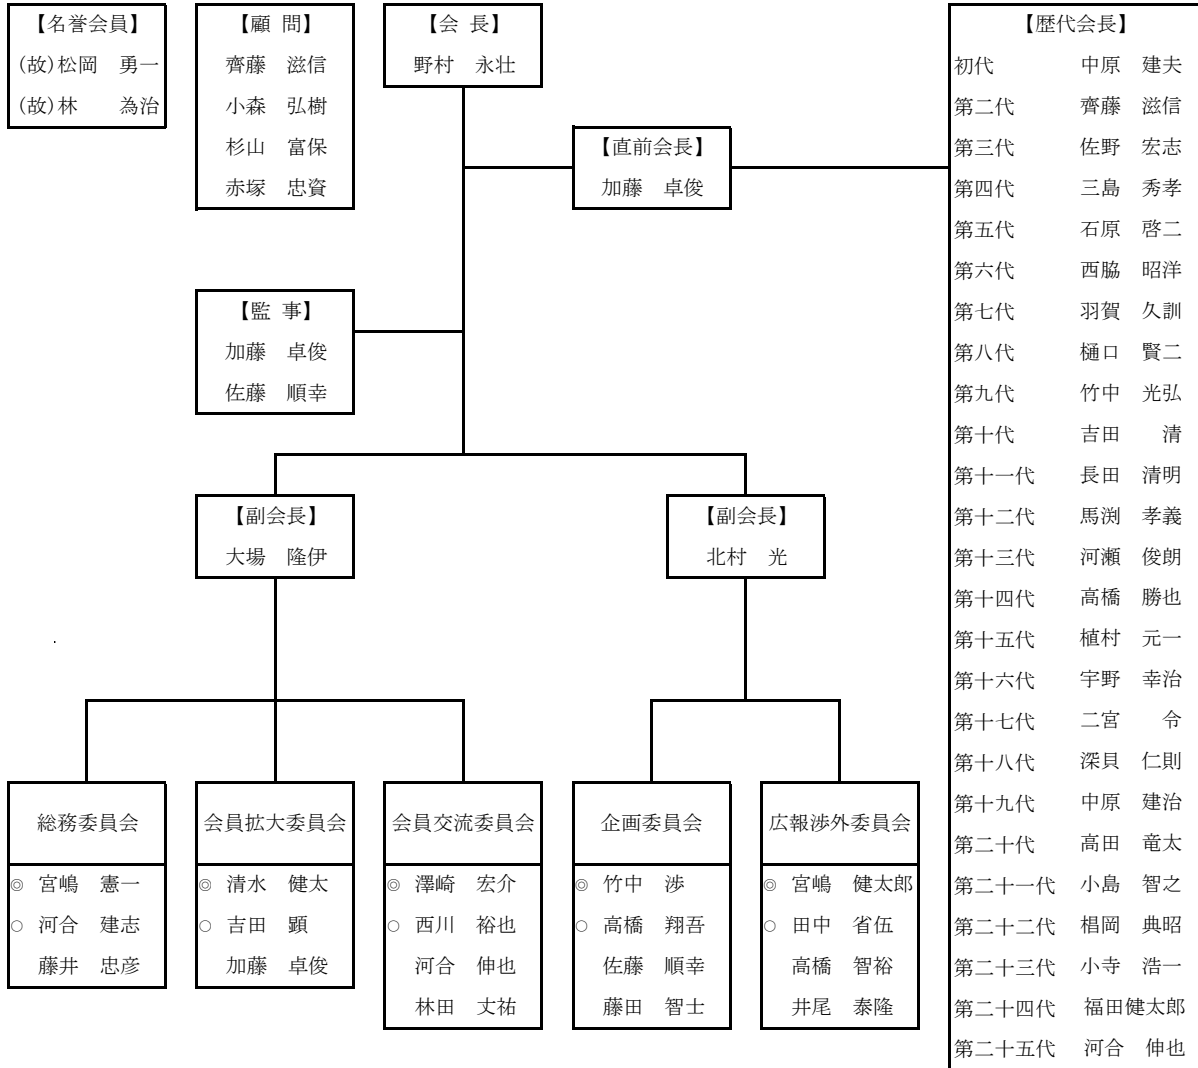 【名誉会員】
(故)松岡　勇一
(故)林　　為治
【顧 問】
齊藤　滋信
小森　弘樹
杉山　富保
赤塚　忠資
【会 長】
野村　永壮
【直前会長】
加藤　卓俊
【監 事】
加藤　卓俊
佐藤　順幸
【副会長】
大場　隆伊
【副会長】
北村　光
総務委員会
◎ 宮嶋　憲一
○ 河合　建志
藤井　忠彦
会員拡大委員会
◎ 清水　健太
○ 吉田　顕
加藤　卓俊
会員交流委員会
◎ 澤崎　宏介
○ 西川　裕也
河合　伸也
林田　丈祐
企画委員会
◎ 竹中　渉
○ 高橋　翔吾
佐藤　順幸
藤田　智士
広報渉外委員会
◎ 宮嶋　健太郎
○ 田中　省伍
高橋　智裕
井尾　泰隆
【歴代会長】
初代　中原　建夫
第二代　齊藤　滋信
第三代　佐野　宏志
第四代　三島　秀孝
第五代　石原　啓二
第六代　西脇　昭洋
第七代　羽賀　久訓
第八代　樋口　賢二
第九代　竹中　光弘
第十代　吉田　　清
第十一代　長田　清明
第十二代　馬渕　孝義
第十三代　河瀬　俊朗
第十四代　高橋　勝也
第十五代　植村　元一
第十六代　宇野　幸治
第十七代　二宮　　令
第十八代　深貝　仁則
第十九代　中原　建治
第二十代　高田　竜太
第二十一代　小島　智之
第二十二代　椙岡　典昭
第二十三代　小寺　浩一
第二十四代　福田健太郎
第二十五代　河合　伸也